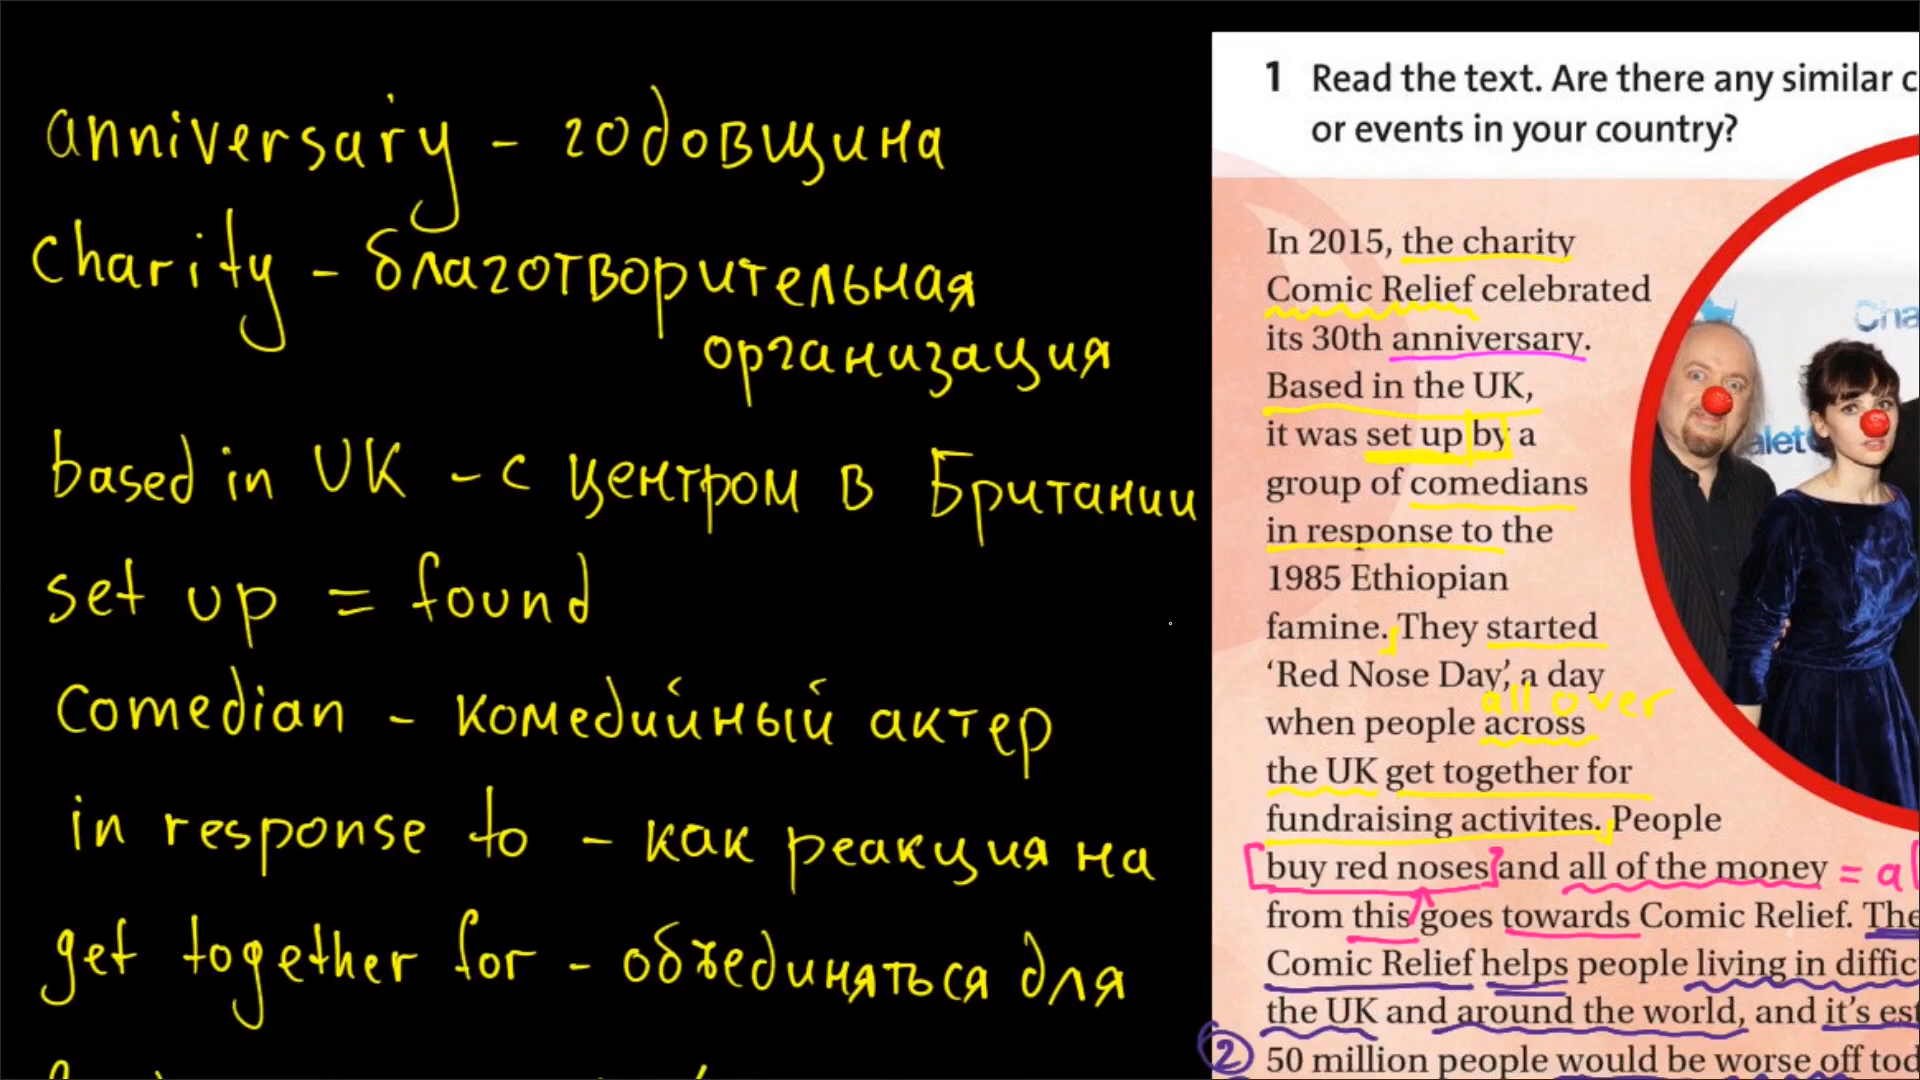 anniversary - годовщина
charity - благотворительная
организация
based in UK - с центром в Британии
set up = found
comedian - комедийный актер
in response to - как реакция на
get together for - объединяться для
1 Read the text. Are there any similar c
or events in your country?
In 2015, the charity
Comic Relief celebrated
its 30th anniversary.
Based in the UK,
it was set up by a
group of comedians
in response to the
1985 Ethiopian
famine. They started
‘Red Nose Day’, a day
all over
when people across
the UK get together for
fundraising activites. People
buy red noses and all of the money = al
from this goes towards Comic Relief. The
Comic Relief helps people living in diffic
the UK and around the world, and it’s est
2 50 million people would be worse off tod
Cha
alet